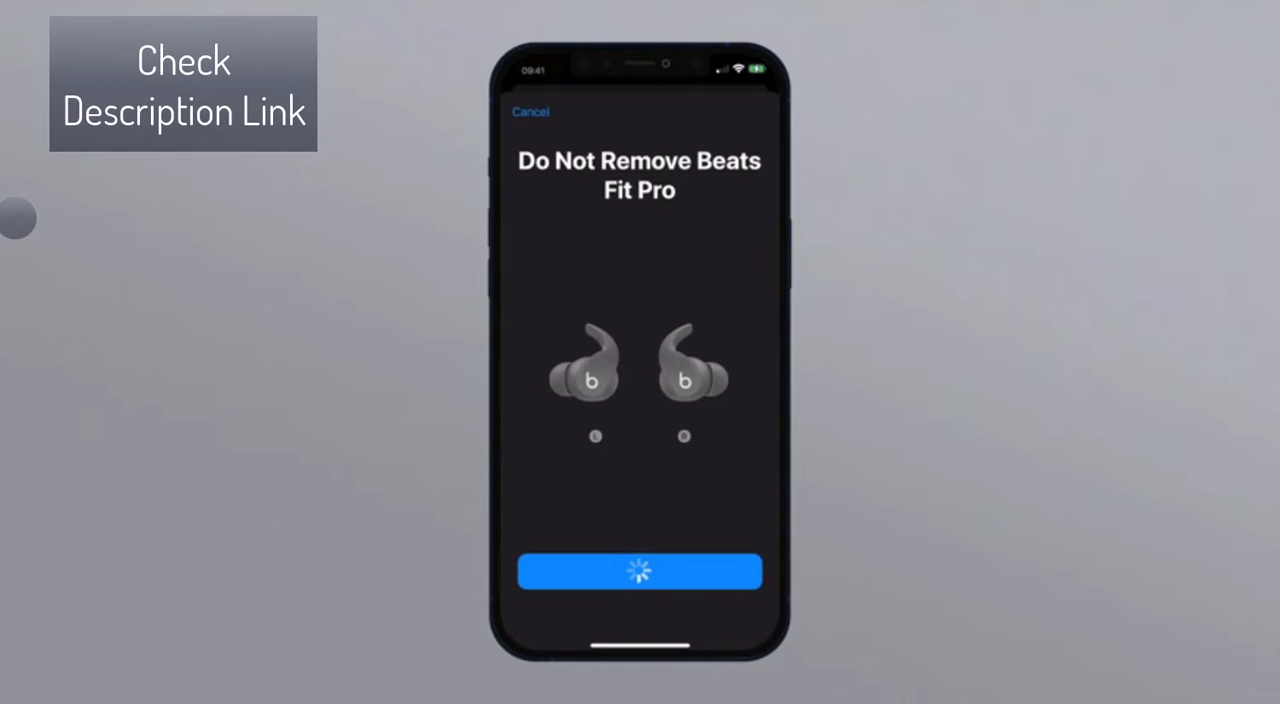 Check
Description Link
09:41
Cancel
Do Not Remove Beats
Fit Pro
b b
L R